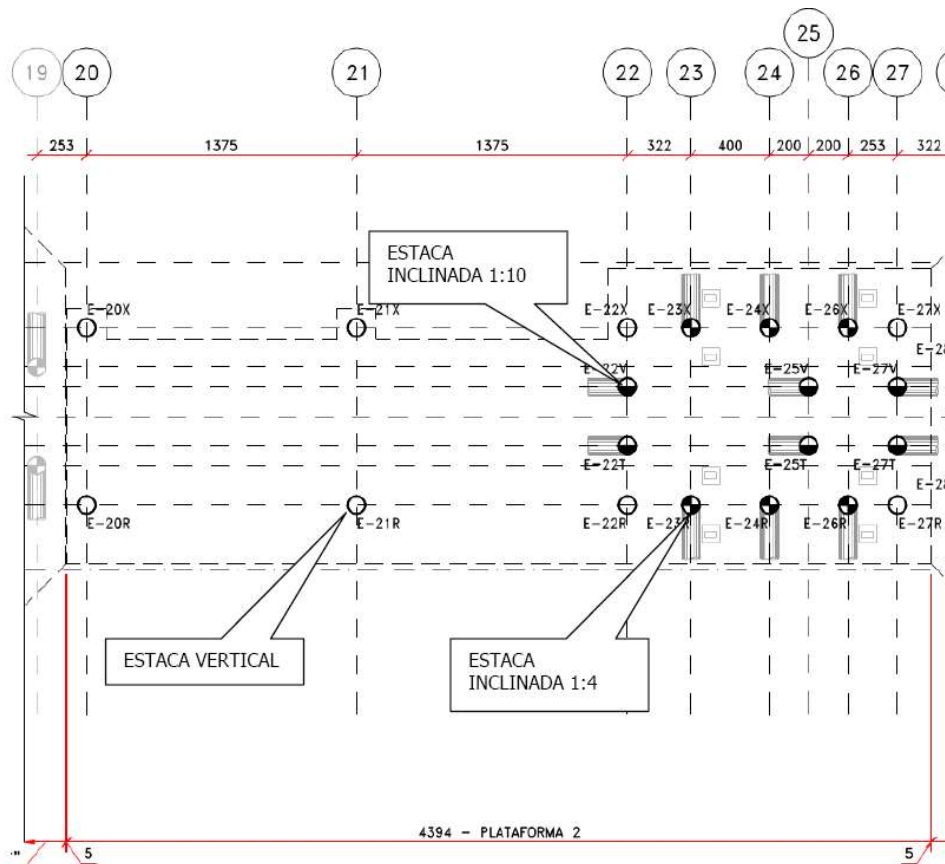 25
19 20 21 22 23 24 26 27
253 1375 1375 322 400 200 200 253 322
ESTACA
INCLINADA 1:10
E-20X E-21X E-22X E-23X E-24X E-26X E-27X
E-22V E-25V E-27V
E-22T E-25T E-27T
E-20R E-21R E-22R E-23R E-24R E-26R E-27R
ESTACA VERTICAL
ESTACA
INCLINADA 1:4
4394 - PLATAFORMA 2
5 5